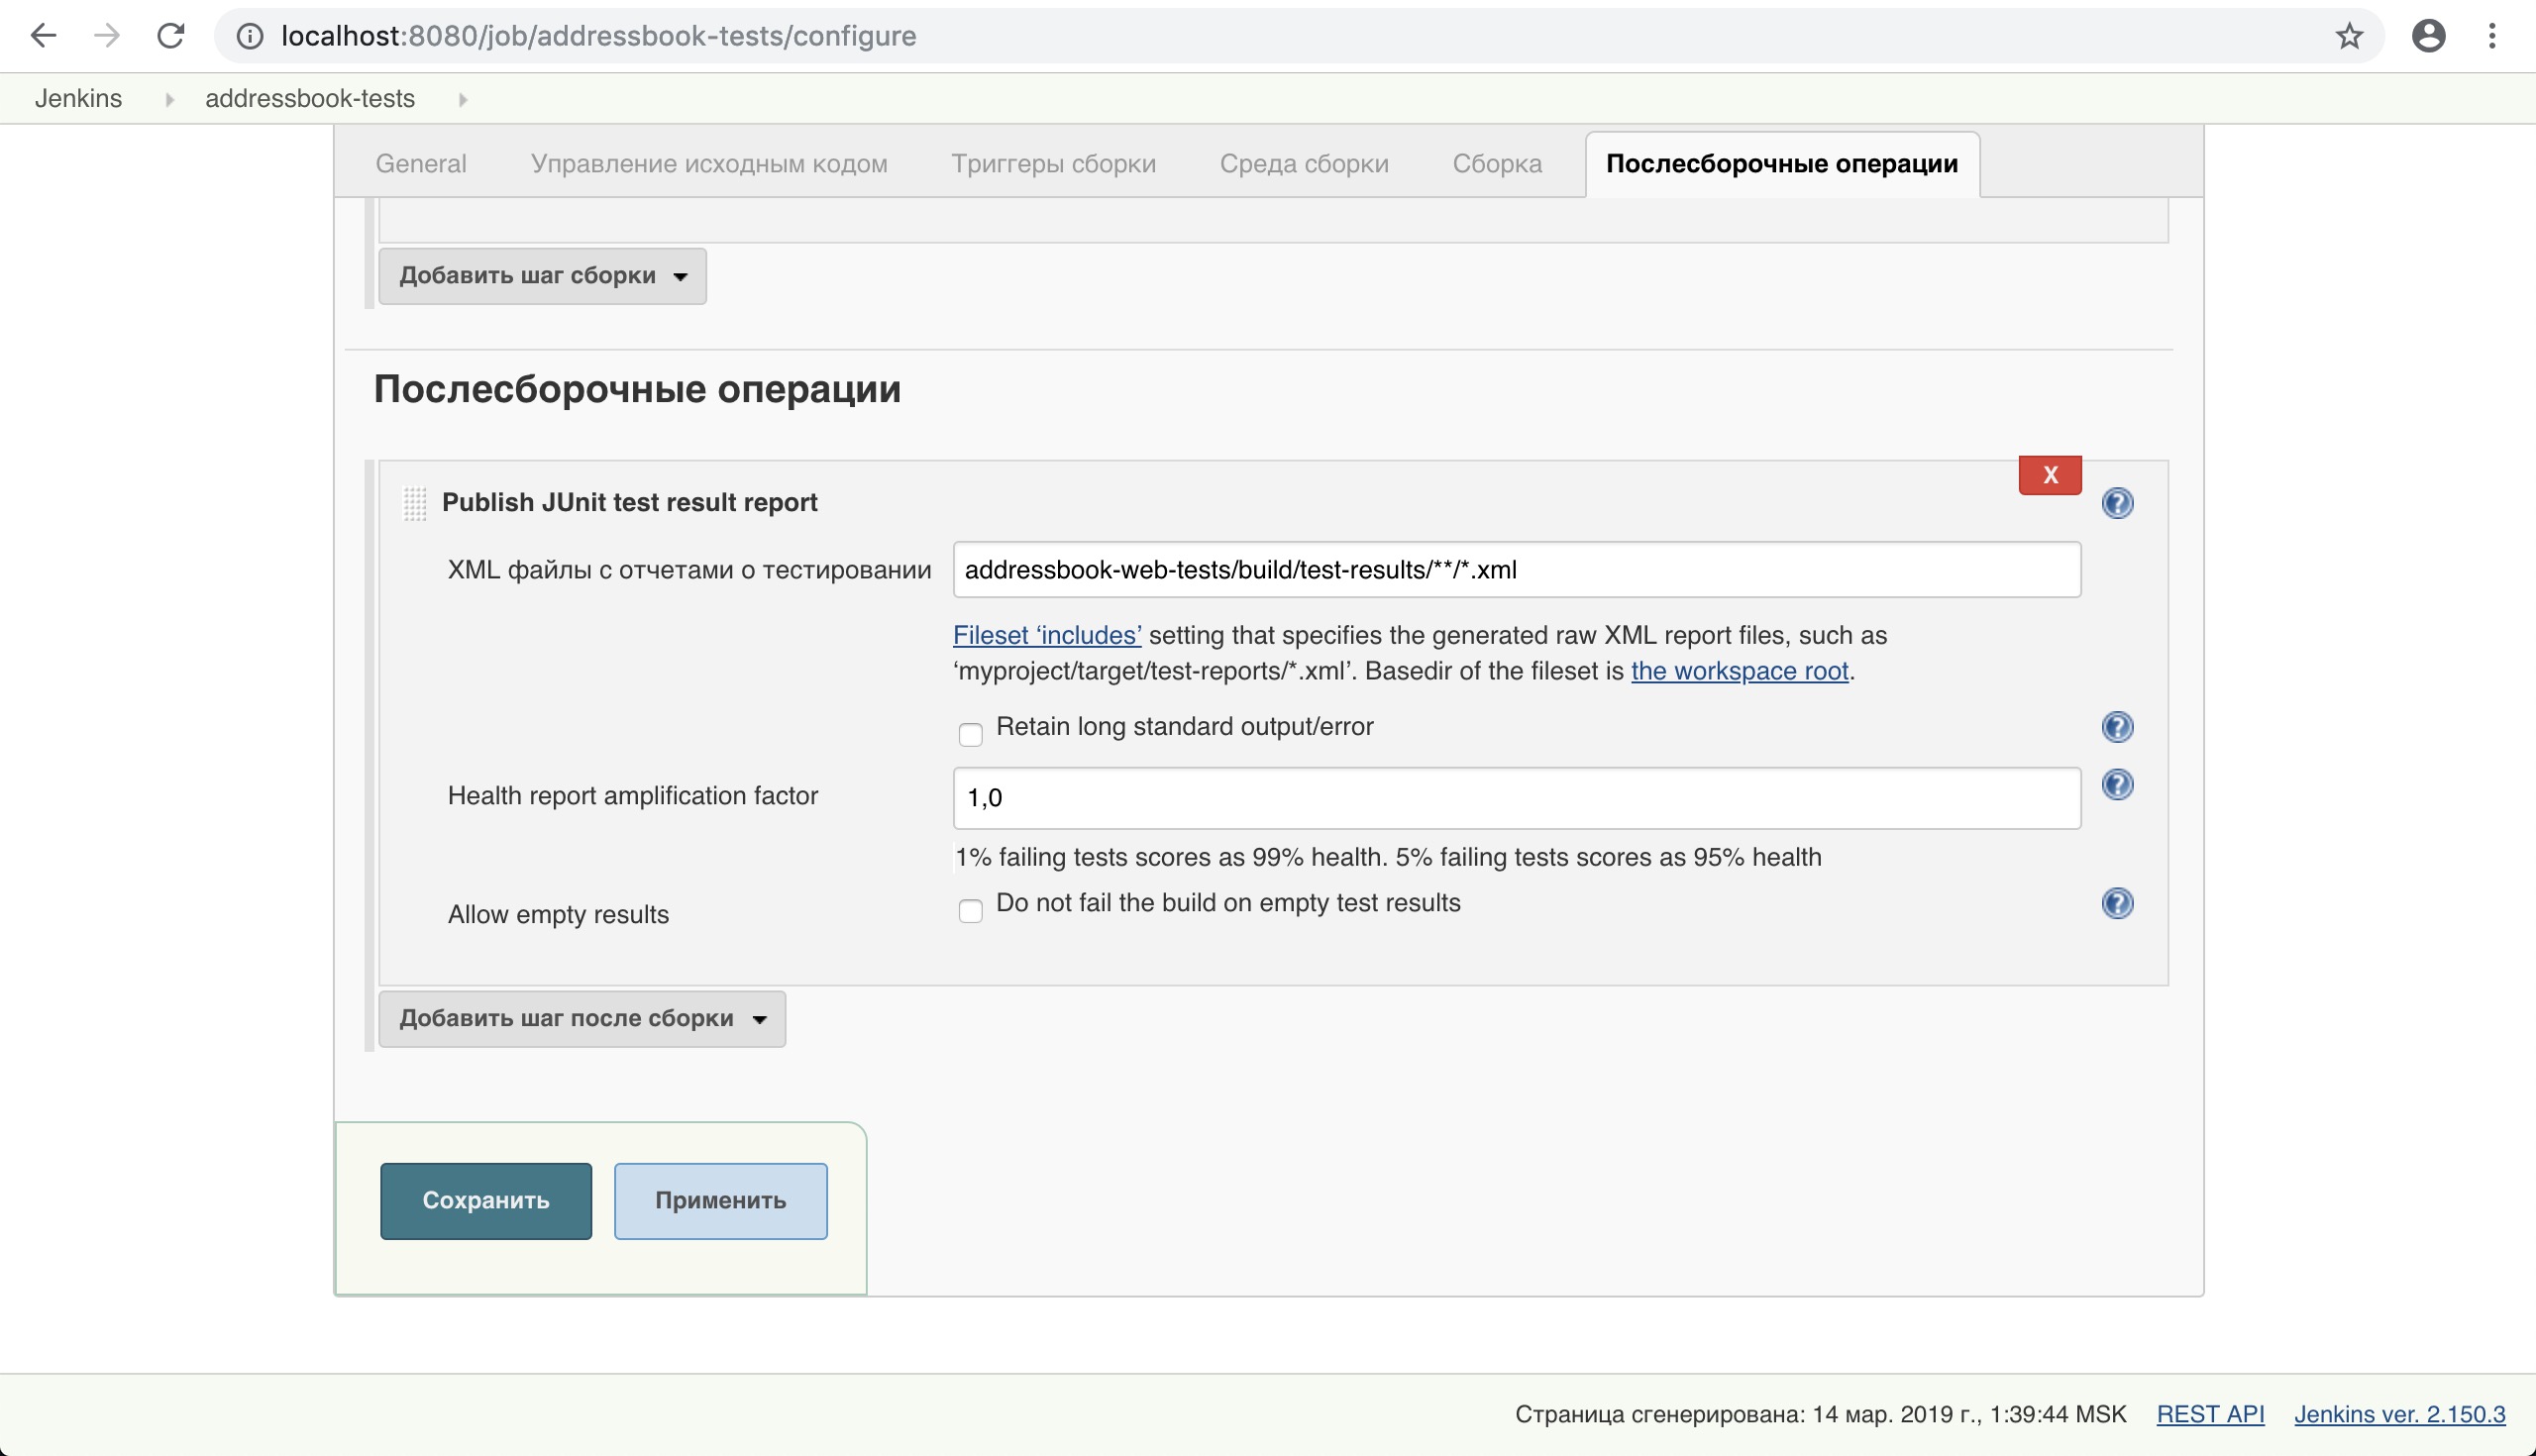 localhost:8080/job/addressbook-tests/configure
Jenkins addressbook-tests
General Управление исходным кодом Триггеры сборки Среда сборки Сборка Послесборочные операции
Добавить шаг сборки
Послесборочные операции
X
Publish JUnit test result report
XML файлы с отчетами о тестировании addressbook-web-tests/build/test-results/**/*.xml
Fileset ‘includes’ setting that specifies the generated raw XML report files, such as
‘myproject/target/test-reports/*.xml’. Basedir of the fileset is the workspace root.
Retain long standard output/error
Health report amplification factor 1,0
1% failing tests scores as 99% health. 5% failing tests scores as 95% health
Allow empty results Do not fail the build on empty test results
Добавить шаг после сборки
Сохранить Применить
Страница сгенерирована: 14 мар. 2019 г., 1:39:44 MSK REST API Jenkins ver. 2.150.3